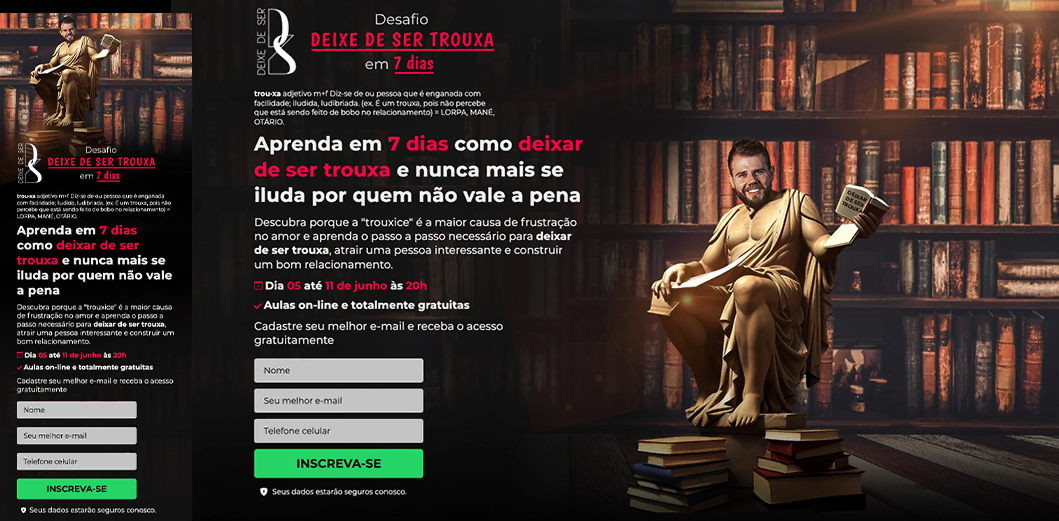 DEIXE DE SER
Desafio
DEIXE DE SER TROUXA
em 7 dias
trou·xa adjetivo m+f Diz-se de ou pessoa que é enganada
com facilidade; iludida, ludibriada. (ex. É um trouxa, pois não
percebe que está sendo feito de bobo no relacionamento) =
LORPA, MANÉ, OTÁRIO.
Aprenda em 7 dias
como deixar de ser
trouxa e nunca mais se
iluda por quem não vale
a pena
Descubra porque a "trouxice" é a maior causa
de frustração no amor e aprenda o passo a
passo necessário para deixar de ser trouxa,
atrair uma pessoa interessante e construir um
bom relacionamento.
Dia 05 até 11 de junho às 20h
Aulas on-line e totalmente gratuitas
Cadastre seu melhor e-mail e receba o acesso
gratuitamente
Nome
Seu melhor e-mail
Telefone celular
INSCREVA-SE
Seus dados estarão seguros conosco.
DEIXE DE SER
Desafio
DEIXE DE SER TROUXA
em 7 dias
trou·xa adjetivo m+f Diz-se de ou pessoa que é enganada com
facilidade; iludida, ludibriada. (ex. É um trouxa, pois não percebe
que está sendo feito de bobo no relacionamento) = LORPA, MANÉ,
OTÁRIO.
Aprenda em 7 dias como deixar
de ser trouxa e nunca mais se
iluda por quem não vale a pena
Descubra porque a "trouxice" é a maior causa de frustração
no amor e aprenda o passo a passo necessário para deixar
de ser trouxa, atrair uma pessoa interessante e construir
um bom relacionamento.
Dia 05 até 11 de junho às 20h
Aulas on-line e totalmente gratuitas
Cadastre seu melhor e-mail e receba o acesso
gratuitamente
Nome
Seu melhor e-mail
Telefone celular
INSCREVA-SE
Seus dados estarão seguros conosco.
DEIXE
DE SER
TROUXA